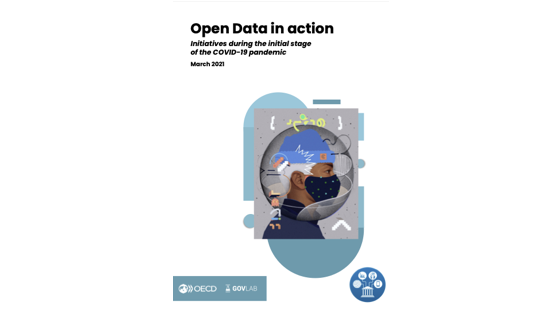 Open Data in action
Initiatives during the initial stage
of the COVID-19 pandemic
March 2021
OECD
GOVLAB